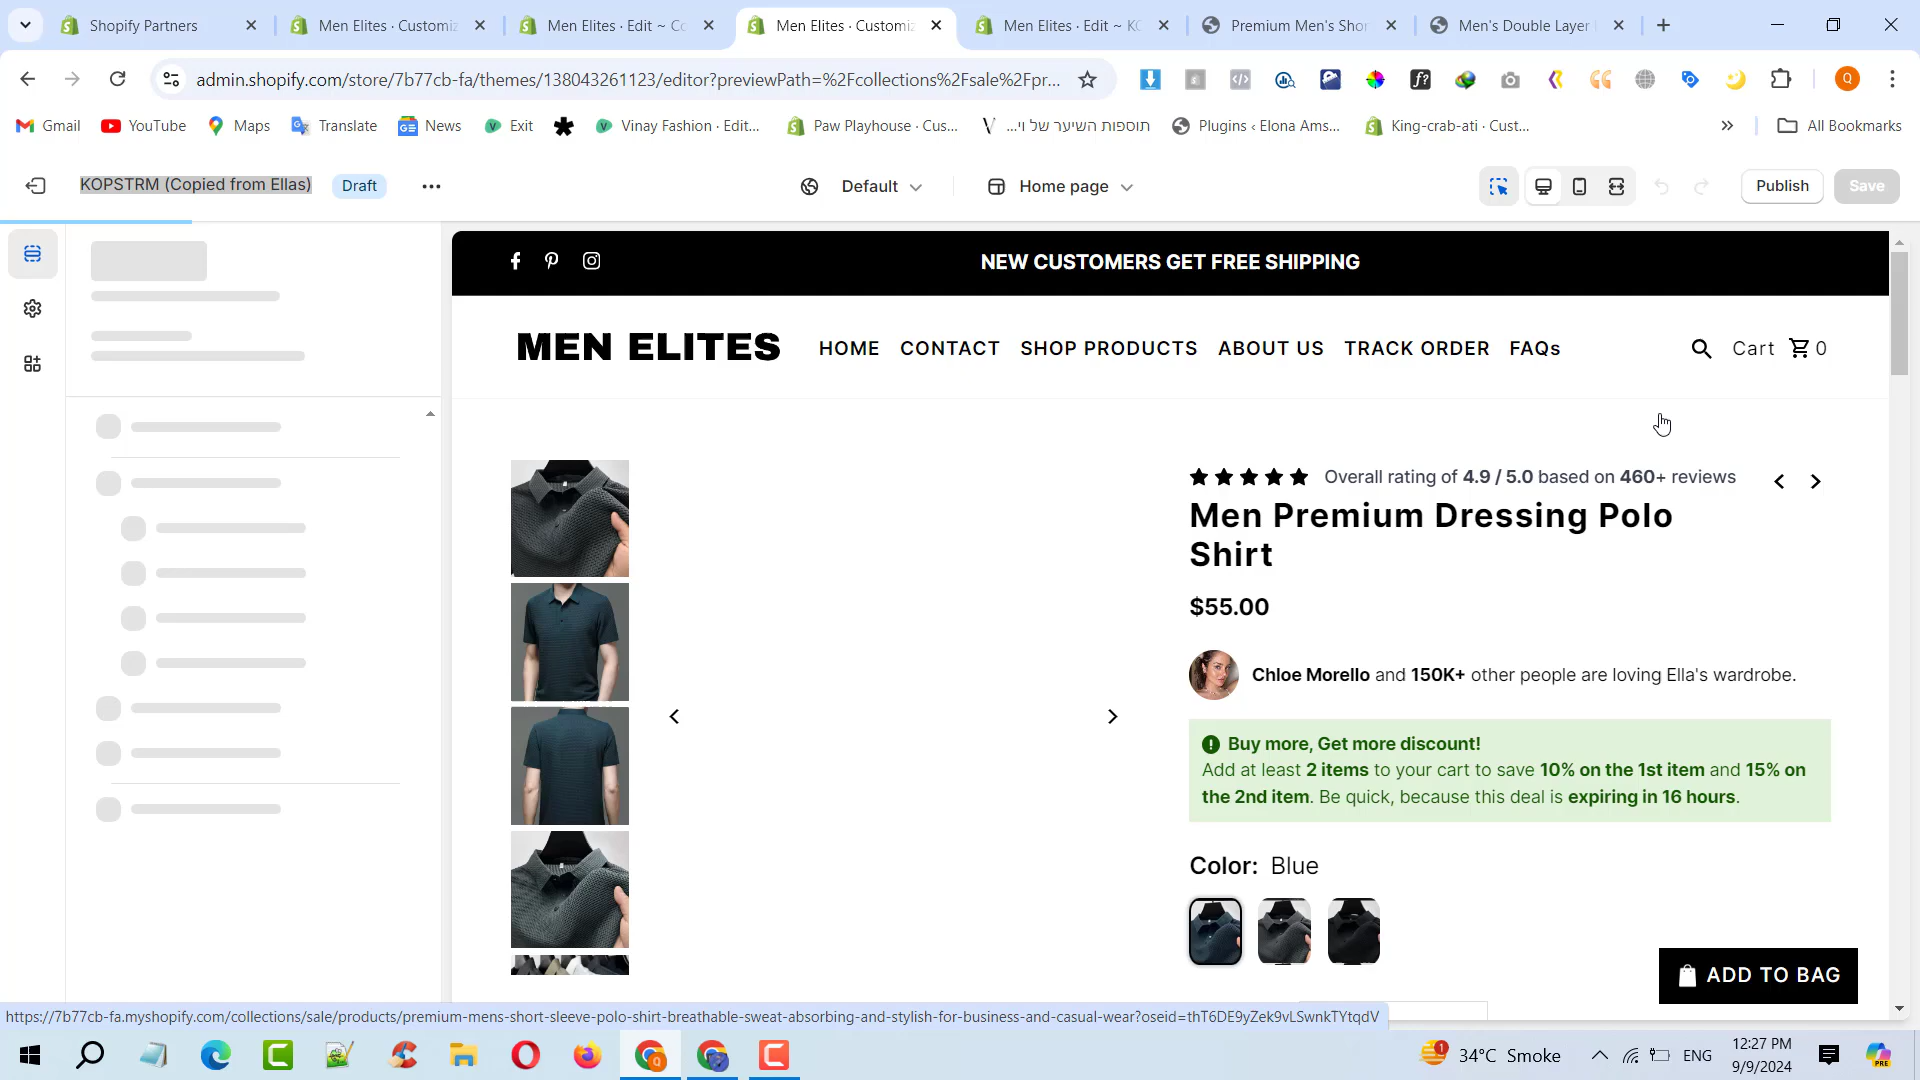 Shopify Partners
Men Elites · Customiz
Men Elites · Edit ~ Co
Men Elites · Customiz
Men Elites · Edit ~ KO
Premium Men's Shor
Men's Double Layer
admin.shopify.com/store/7b77cb-fa/themes/138043261123/editor?previewPath=%2Fcollections%2Fsale%2Fpr...
Q
Gmail
YouTube
Maps
Translate
News
Exit
Vinay Fashion · Edit...
Paw Playhouse · Cus...
תוספות השיער של וי...
Plugins ‹ Elona Ams...
King-crab-ati · Cust...
All Bookmarks
KOPSTRM (Copied from Ellas)
Draft
Default
Home page
Publish
Save
NEW CUSTOMERS GET FREE SHIPPING
MEN ELITES
HOME
CONTACT
SHOP PRODUCTS
ABOUT US
TRACK ORDER
FAQs
Cart
0
Overall rating of 4.9 / 5.0 based on 460+ reviews
Men Premium Dressing Polo
Shirt
$55.00
Chloe Morello and 150K+ other people are loving Ella's wardrobe.
Buy more, Get more discount!
Add at least 2 items to your cart to save 10% on the 1st item and 15% on
the 2nd item. Be quick, because this deal is expiring in 16 hours.
Color: Blue
ADD TO BAG
https://7b77cb-fa.myshopify.com/collections/sale/products/premium-mens-short-sleeve-polo-shirt-breathable-sweat-absorbing-and-stylish-for-business-and-casual-wear?oseid=thT6DE9yZek9vLSwnkTYtqdV
1
34°C Smoke
ENG
12:27 PM
9/9/2024
PRE